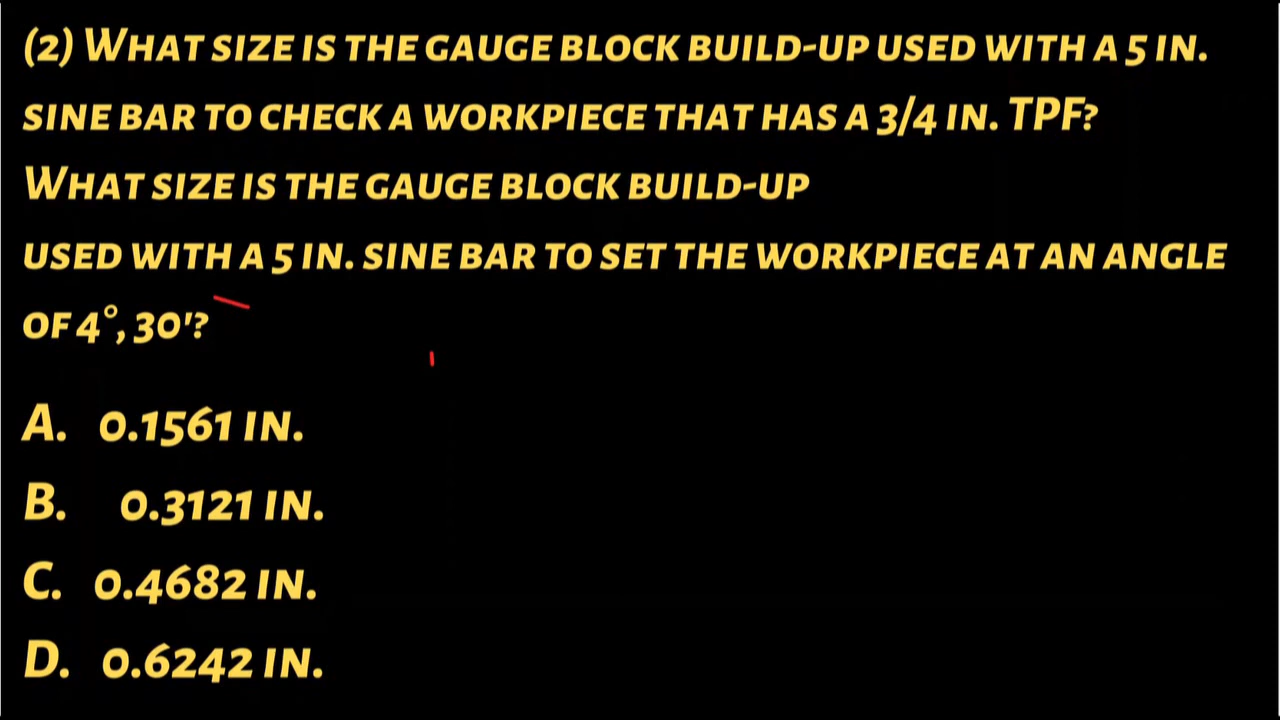 (2) What size is the gauge block build-up used with a 5 in.
sine bar to check a workpiece that has a 3/4 in. TPF?
What size is the gauge block build-up
used with a 5 in. sine bar to set the workpiece at an angle
of 4°, 30'?
A. 0.1561 in.
B. 0.3121 in.
C. 0.4682 in.
D. 0.6242 in.